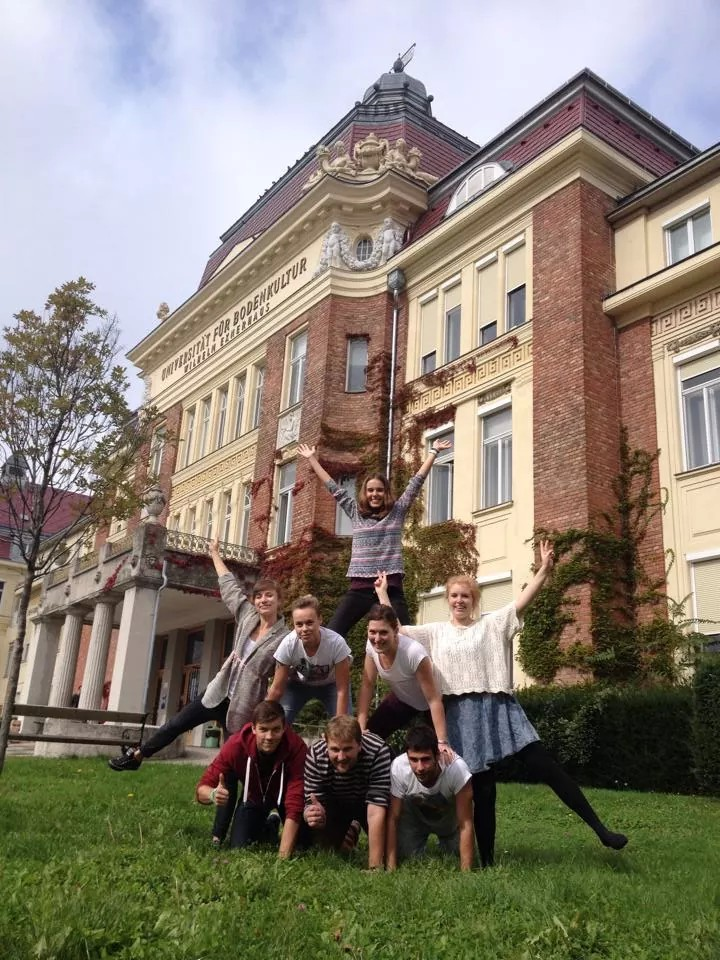 UNIVERSITÄT FÜR BODENKULTUR
WILHELM EXNERHAUS